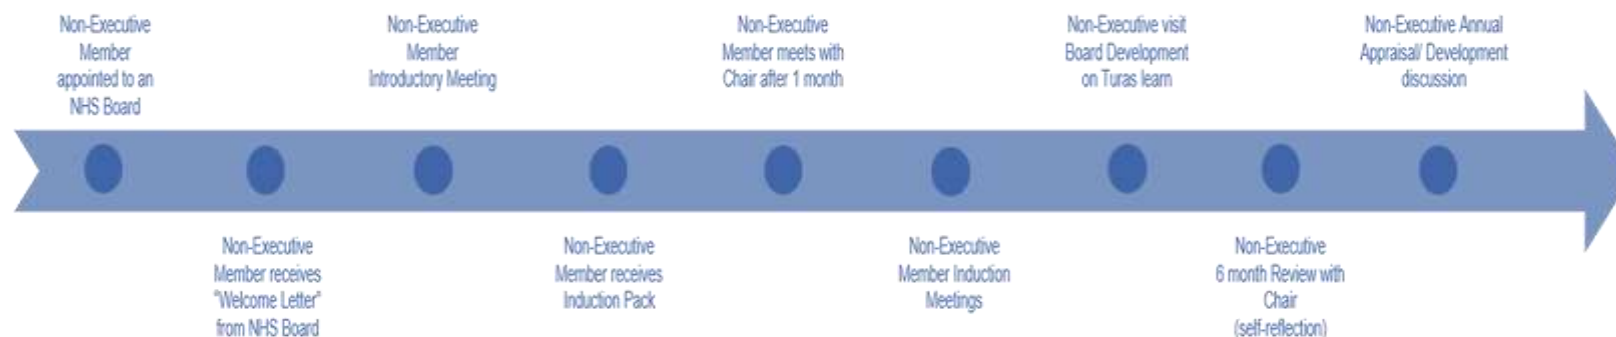 Non-Executive
Member
appointed to an
NHS Board
Non-Executive
Member receives
"Welcome Letter"
from NHS Board
Non-Executive
Member
Introductory Meeting
Non-Executive
Member receives
Induction Pack
Non-Executive
Member meets with
Chair after 1 month
Non-Executive
Member Induction
Meetings
Non-Executive visit
Board Development
on Turas learn
Non-Executive
6 month Review with
Chair
(self-reflection)
Non-Executive Annual
Appraisal/ Development
discussion